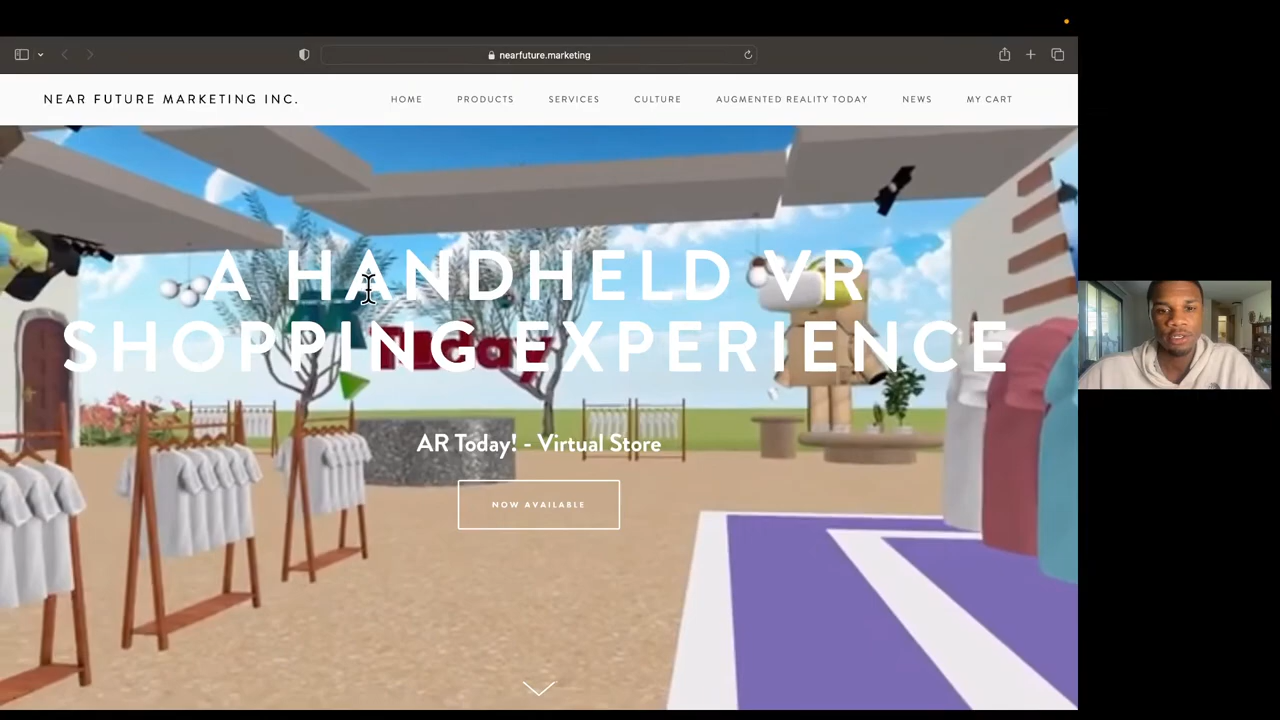 nearfuture.marketing
NEAR FUTURE MARKETING INC.
HOME PRODUCTS SERVICES CULTURE AUGMENTED REALITY TODAY NEWS MY CART
A HANDHELD VR
SHOPPING EXPERIENCE
AR Today! - Virtual Store
NOW AVAILABLE